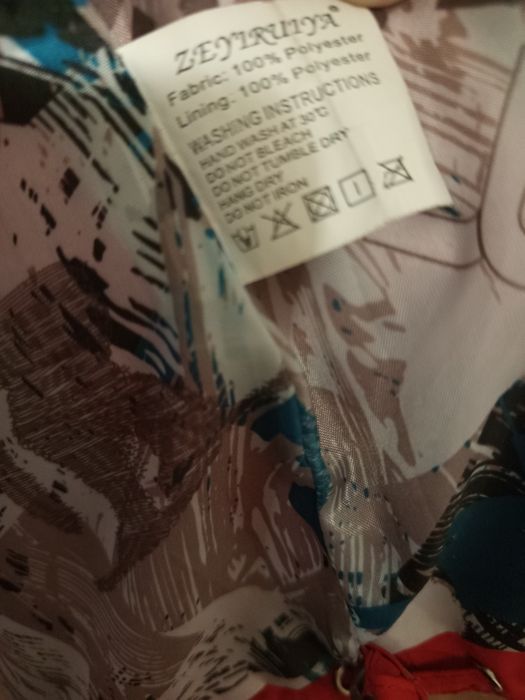 ZEYIRUIYA®
Fabric: 100% Polyester
Lining: 100% Polyester
WASHING INSTRUCTIONS
HAND WASH AT 30℃
DO NOT BLEACH
DO NOT TUMBLE DRY
HANG DRY
DO NOT IRON